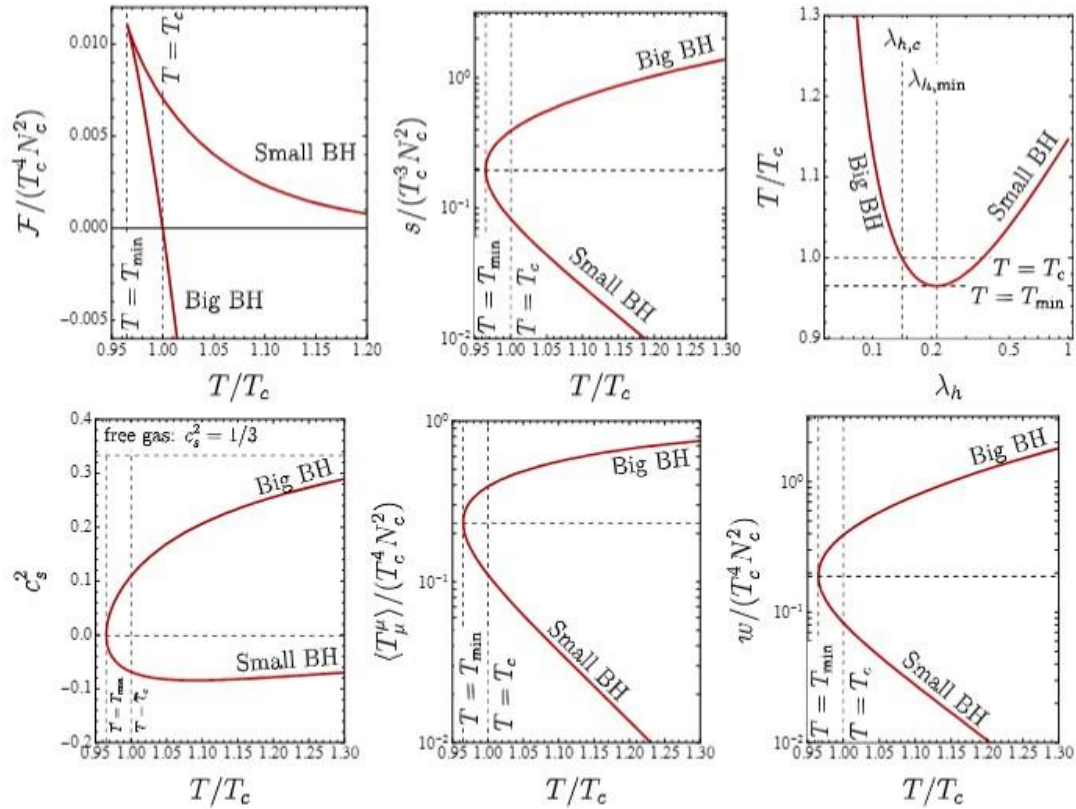 0.010
0.005
0.000
−0.005
0.95 1.00 1.05 1.10 1.15 1.20
F/(T_c^4 N_c^2)
T = T_c
T = T_min
Small BH
Big BH
T/T_c
10^0
10^-1
10^-2
0.95 1.00 1.05 1.10 1.15 1.20 1.25 1.30
s/(T_c^3 N_c^2)
Big BH
T = T_min
T = T_c
Small BH
T/T_c
1.3
1.2
1.1
1.0
0.9
0.1 0.2 0.5 1
T/T_c
λ_h,c
λ_h,min
Big BH
Small BH
T = T_c
T = T_min
λ_h
free gas: c_s^2 = 1/3
0.4
0.3
0.2
0.1
0.0
−0.1
−0.2
0.95 1.00 1.05 1.10 1.15 1.20 1.25 1.30
c_s^2
Big BH
Small BH
T = T_min
T = T_c
T/T_c
10^0
10^-1
10^-2
0.95 1.00 1.05 1.10 1.15 1.20 1.25 1.30
⟨T^μ_μ⟩/(T_c^4 N_c^2)
Big BH
T = T_min
T = T_c
Small BH
T/T_c
10^0
10^-1
10^-2
0.95 1.00 1.05 1.10 1.15 1.20 1.25 1.30
w/(T_c^4 N_c^2)
Big BH
T = T_min
T = T_c
Small BH
T/T_c